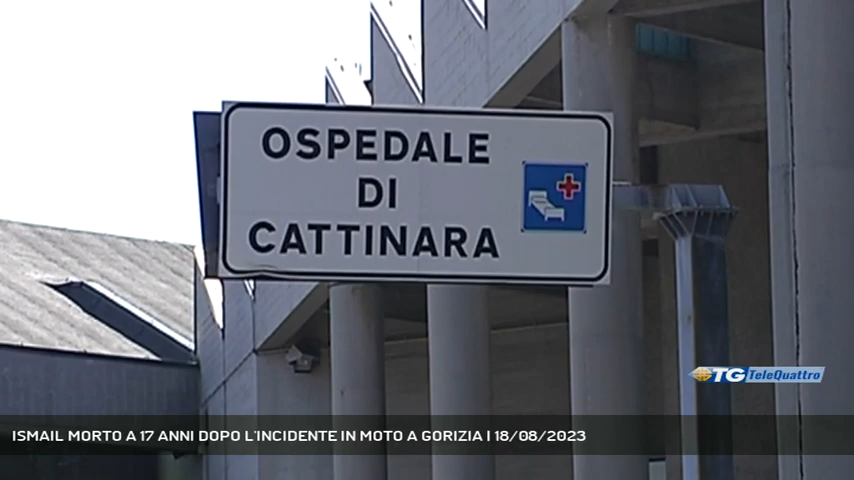 OSPEDALE
DI
CATTINARA
TG TeleQuattro
ISMAIL MORTO A 17 ANNI DOPO L'INCIDENTE IN MOTO A GORIZIA | 18/08/2023